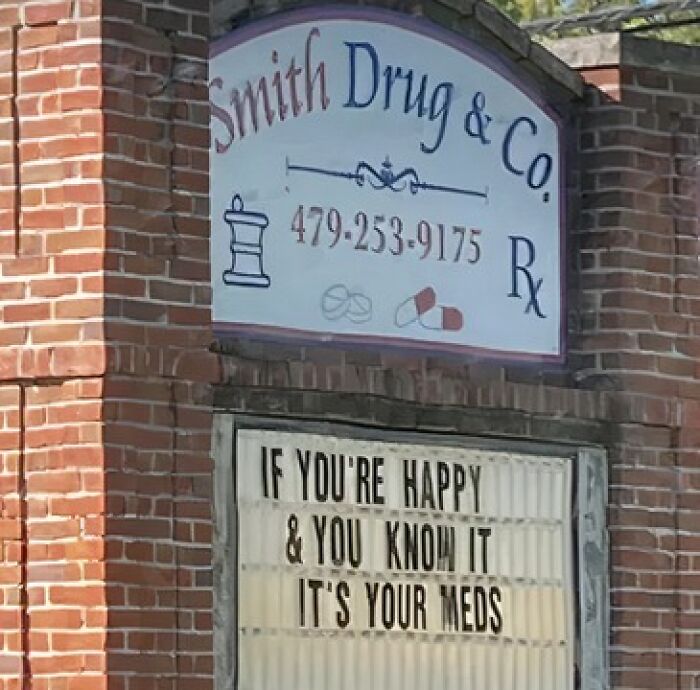 Smith Drug & Co.
479-253-9175
Rx
IF YOU'RE HAPPY
& YOU KNOW IT
IT'S YOUR MEDS